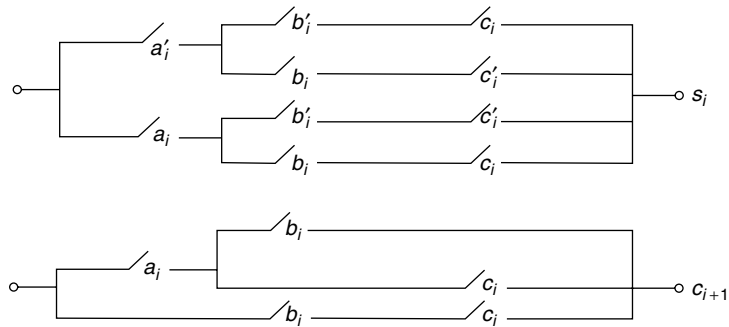 b′ᵢ cᵢ
a′ᵢ
bᵢ c′ᵢ
sᵢ
b′ᵢ c′ᵢ
aᵢ
bᵢ cᵢ
bᵢ
aᵢ
cᵢ cᵢ₊₁
bᵢ cᵢ